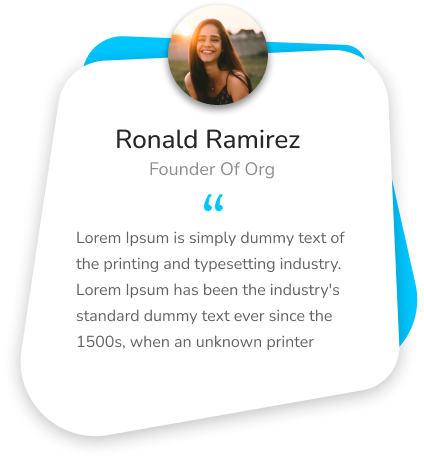 Ronald Ramirez
Founder Of Org
“
Lorem Ipsum is simply dummy text of
the printing and typesetting industry.
Lorem Ipsum has been the industry's
standard dummy text ever since the
1500s, when an unknown printer